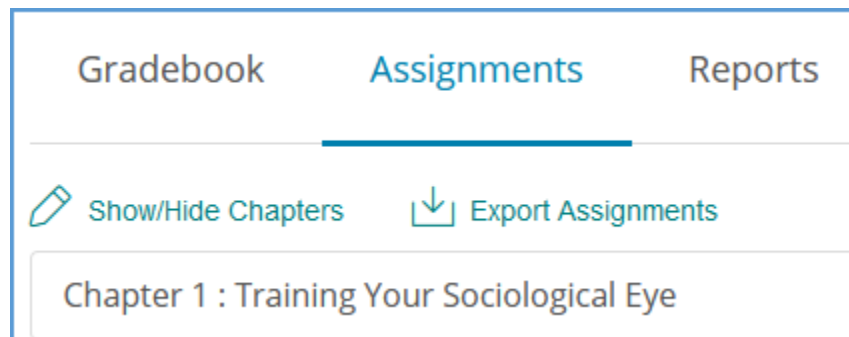 Gradebook Assignments Reports
Show/Hide Chapters Export Assignments
Chapter 1 : Training Your Sociological Eye